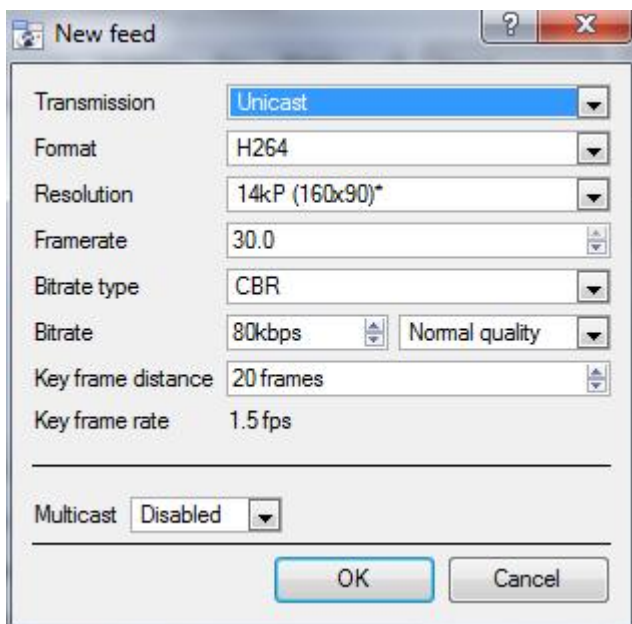 New feed
Transmission Unicast
Format H264
Resolution 14kP (160x90)*
Framerate 30.0
Bitrate type CBR
Bitrate 80kbps Normal quality
Key frame distance 20 frames
Key frame rate 1.5 fps
Multicast Disabled
OK Cancel